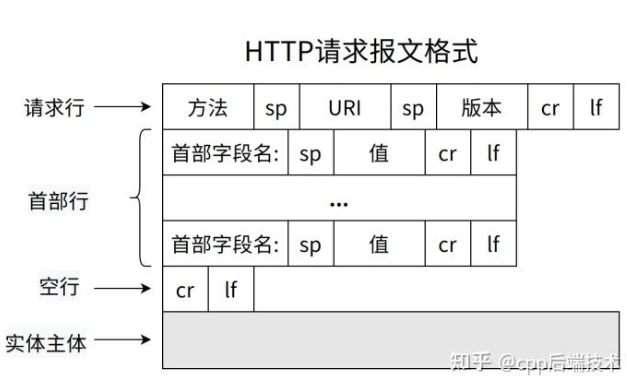 HTTP请求报文格式
请求行 方法 sp URI sp 版本 cr lf
首部字段名: sp 值 cr lf
首部行 ...
首部字段名: sp 值 cr lf
空行 cr lf
实体主体
知乎 @cpp后端技术